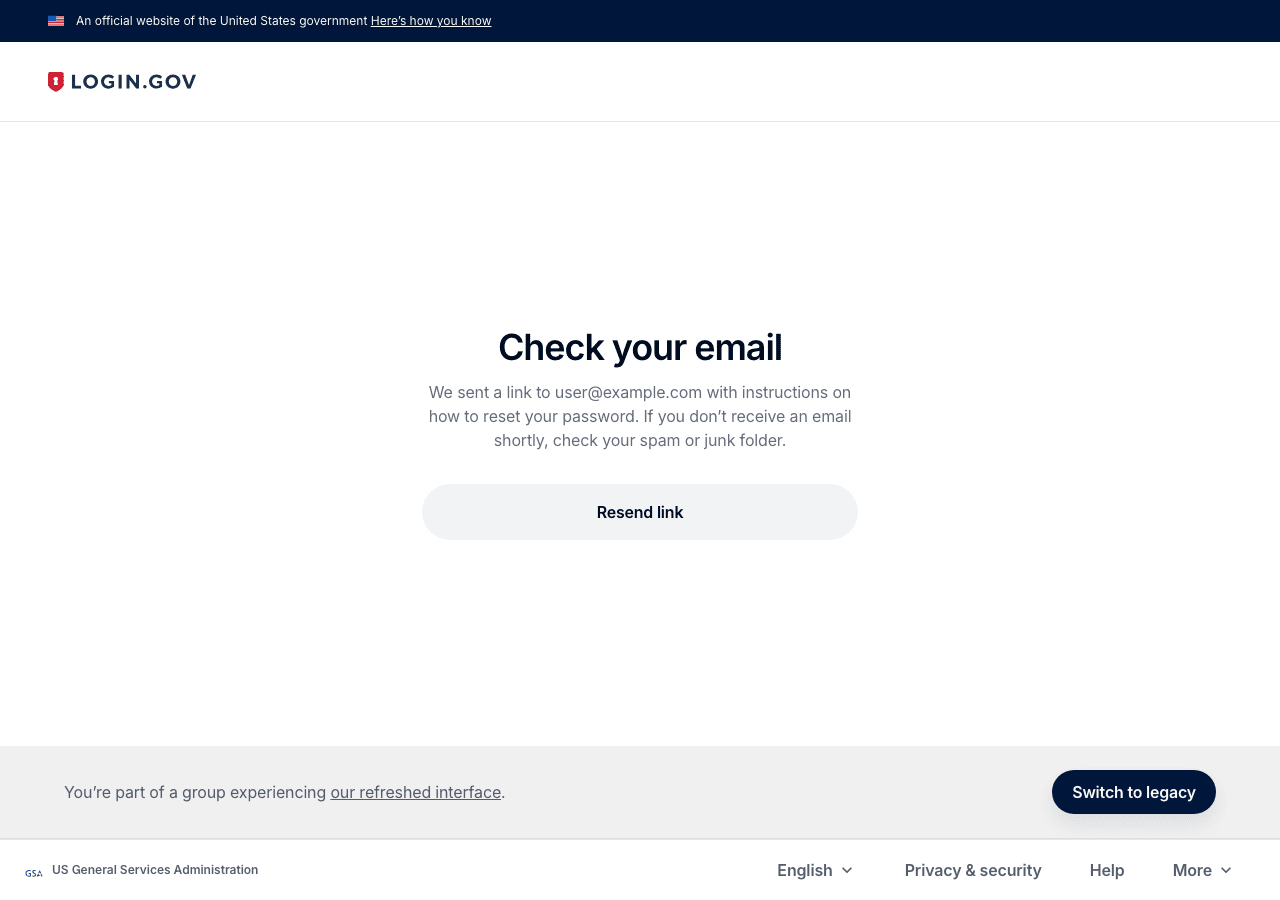 An official website of the United States government Here’s how you know
LOGIN.GOV
Check your email
We sent a link to user@example.com with instructions on
how to reset your password. If you don’t receive an email
shortly, check your spam or junk folder.
Resend link
You’re part of a group experiencing our refreshed interface.
Switch to legacy
GSA US General Services Administration
English
Privacy & security
Help
More